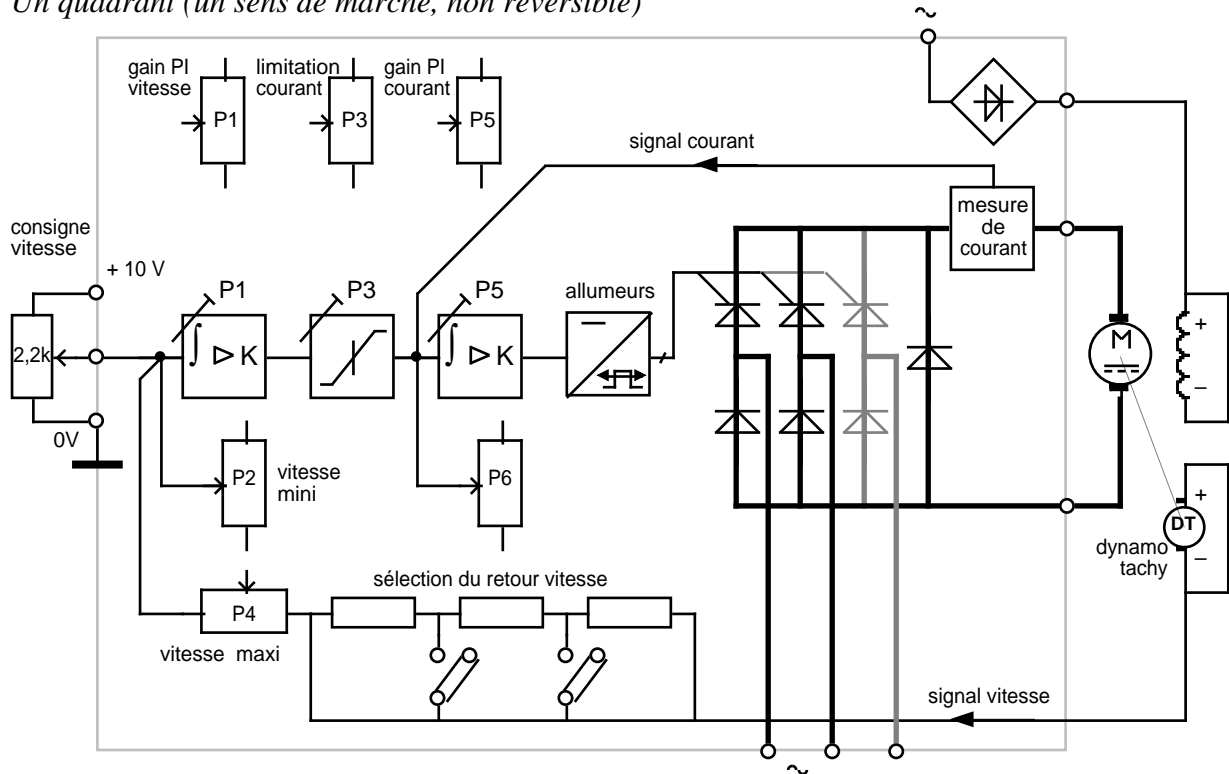 Un quadrant (un sens de marche, non réversible)
~
gain PI
vitesse
P1
limitation
courant
P3
gain PI
courant
P5
signal courant
mesure
de
courant
consigne
vitesse
+ 10 V
2,2k
0V
P1
∫ ▷ K
P3
P5
∫ ▷ K
allumeurs
M
+
–
P2
vitesse
mini
P6
+
DT
–
dynamo
tachy
sélection du retour vitesse
P4
vitesse maxi
signal vitesse
~